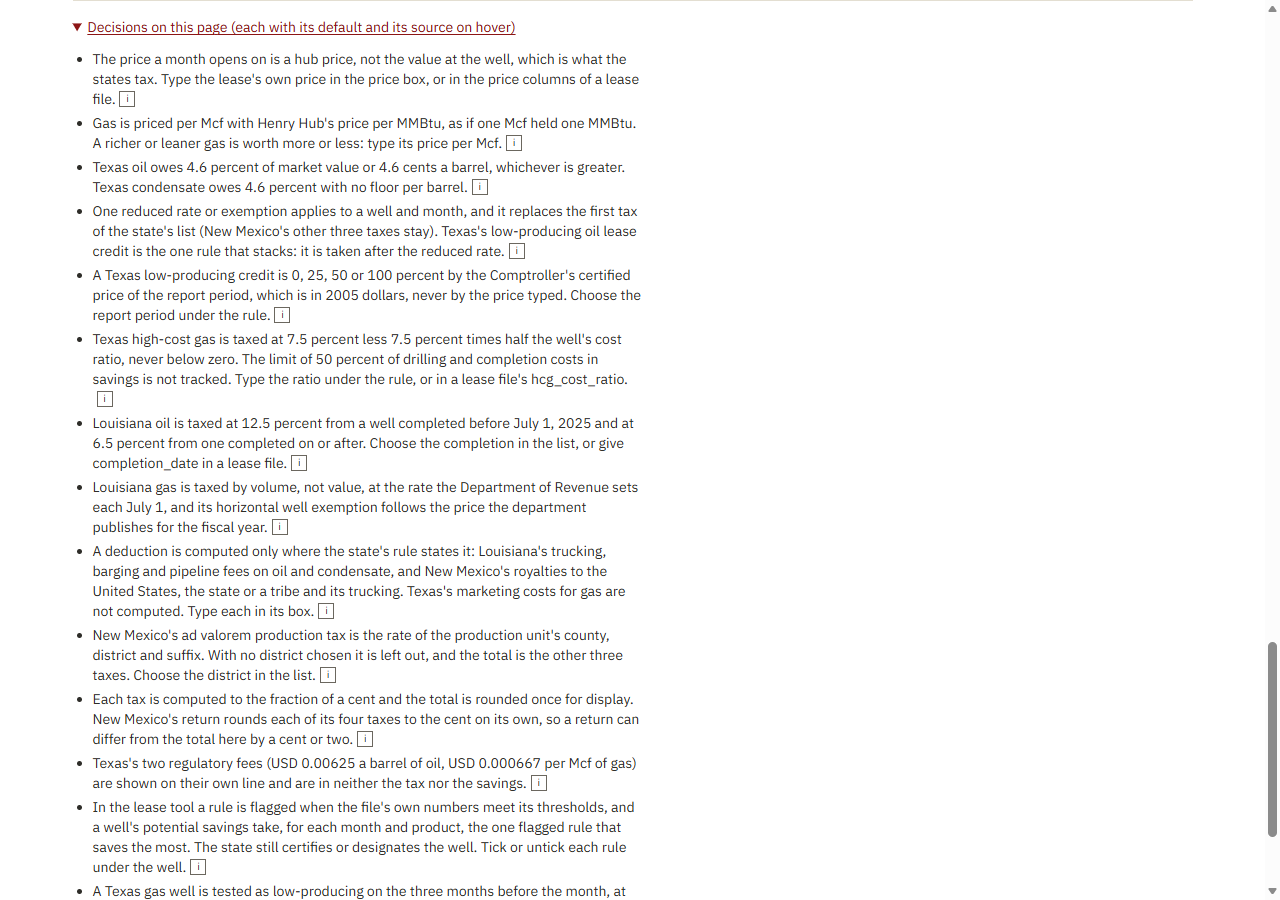 ▼ Decisions on this page (each with its default and its source on hover)
• The price a month opens on is a hub price, not the value at the well, which is what the
states tax. Type the lease's own price in the price box, or in the price columns of a lease
file. i
• Gas is priced per Mcf with Henry Hub's price per MMBtu, as if one Mcf held one MMBtu.
A richer or leaner gas is worth more or less: type its price per Mcf. i
• Texas oil owes 4.6 percent of market value or 4.6 cents a barrel, whichever is greater.
Texas condensate owes 4.6 percent with no floor per barrel. i
• One reduced rate or exemption applies to a well and month, and it replaces the first tax
of the state's list (New Mexico's other three taxes stay). Texas's low-producing oil lease
credit is the one rule that stacks: it is taken after the reduced rate. i
• A Texas low-producing credit is 0, 25, 50 or 100 percent by the Comptroller's certified
price of the report period, which is in 2005 dollars, never by the price typed. Choose the
report period under the rule. i
• Texas high-cost gas is taxed at 7.5 percent less 7.5 percent times half the well's cost
ratio, never below zero. The limit of 50 percent of drilling and completion costs in
savings is not tracked. Type the ratio under the rule, or in a lease file's hcg_cost_ratio.
i
• Louisiana oil is taxed at 12.5 percent from a well completed before July 1, 2025 and at
6.5 percent from one completed on or after. Choose the completion in the list, or give
completion_date in a lease file. i
• Louisiana gas is taxed by volume, not value, at the rate the Department of Revenue sets
each July 1, and its horizontal well exemption follows the price the department
publishes for the fiscal year. i
• A deduction is computed only where the state's rule states it: Louisiana's trucking,
barging and pipeline fees on oil and condensate, and New Mexico's royalties to the
United States, the state or a tribe and its trucking. Texas's marketing costs for gas are
not computed. Type each in its box. i
• New Mexico's ad valorem production tax is the rate of the production unit's county,
district and suffix. With no district chosen it is left out, and the total is the other three
taxes. Choose the district in the list. i
• Each tax is computed to the fraction of a cent and the total is rounded once for display.
New Mexico's return rounds each of its four taxes to the cent on its own, so a return can
differ from the total here by a cent or two. i
• Texas's two regulatory fees (USD 0.00625 a barrel of oil, USD 0.000667 per Mcf of gas)
are shown on their own line and are in neither the tax nor the savings. i
• In the lease tool a rule is flagged when the file's own numbers meet its thresholds, and
a well's potential savings take, for each month and product, the one flagged rule that
saves the most. The state still certifies or designates the well. Tick or untick each rule
under the well. i
• A Texas gas well is tested as low-producing on the three months before the month, at